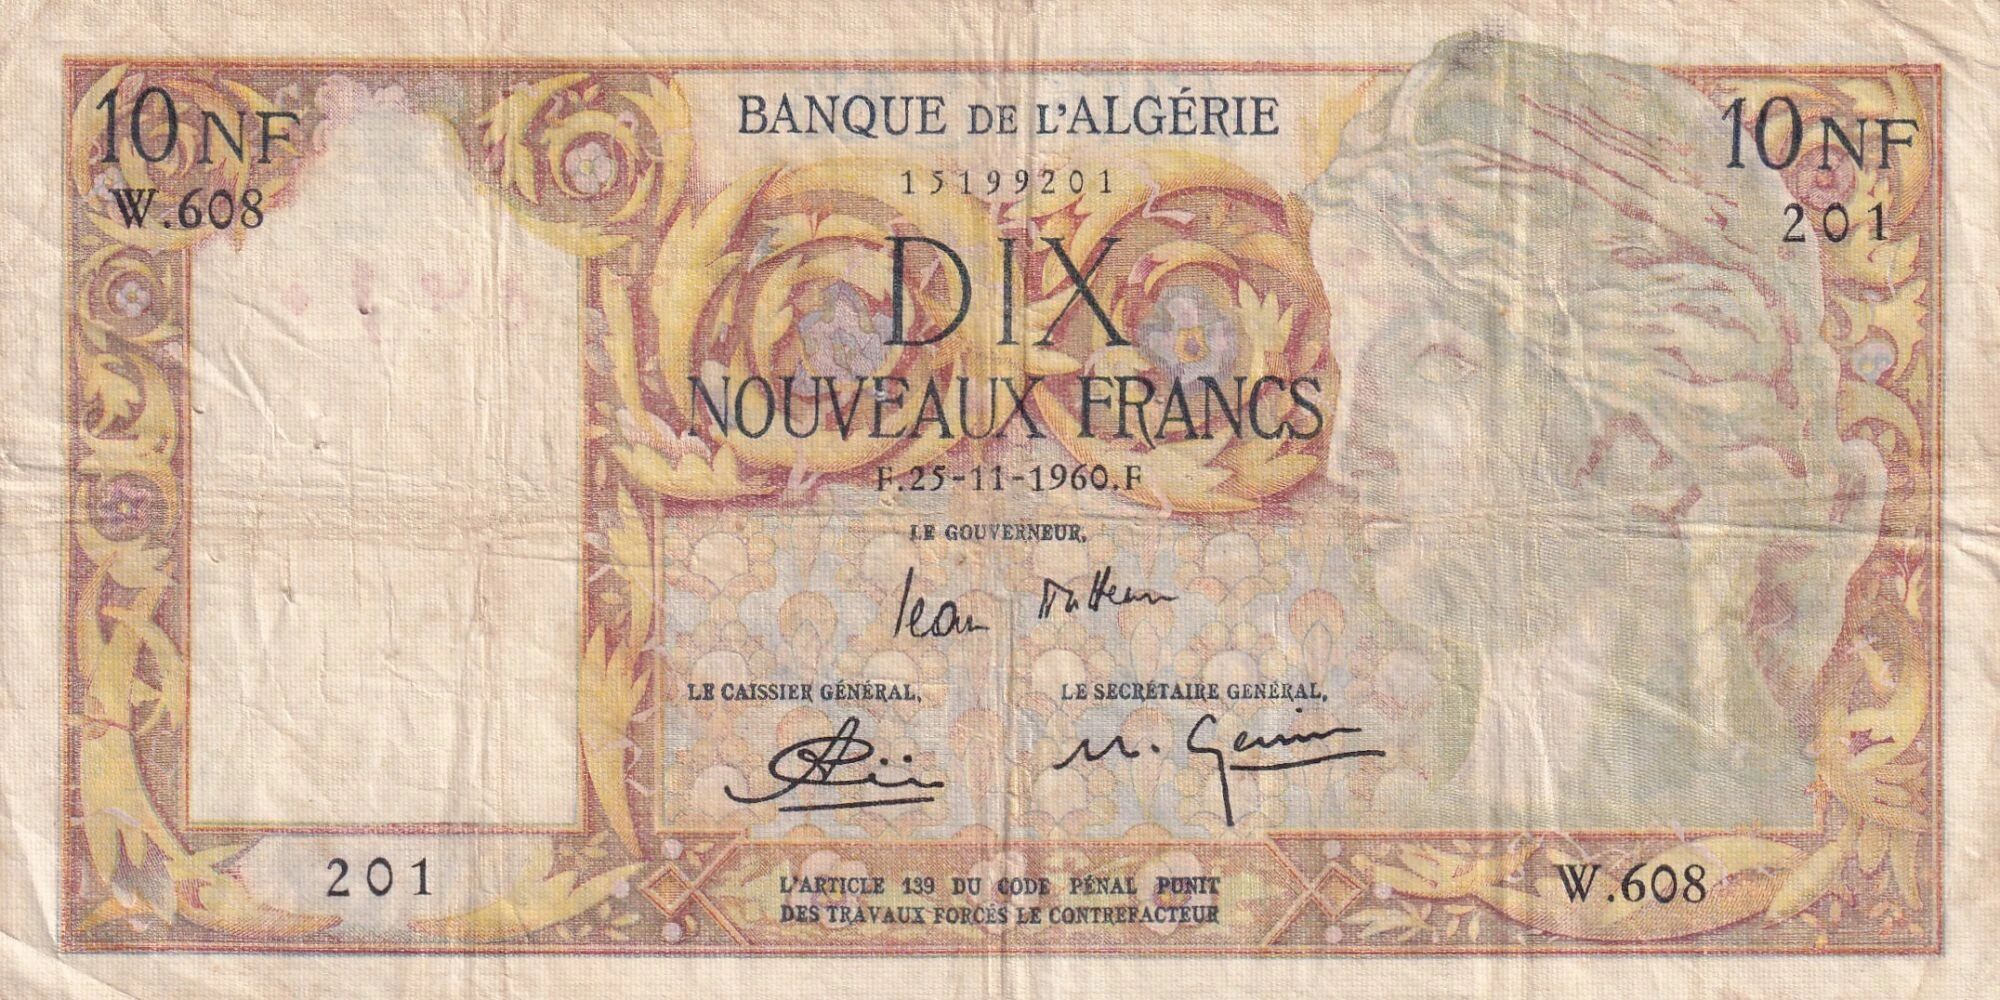 10 NF
BANQUE DE L'ALGÉRIE
10 NF
15199201
W.608
201
DIX
NOUVEAUX FRANCS
F.25-11-1960.F
LE GOUVERNEUR,
Jean
LE CAISSIER GÉNÉRAL,
LE SECRÉTAIRE GÉNÉRAL,
201
W.608
L'ARTICLE 139 DU CODE PÉNAL PUNIT
DES TRAVAUX FORCÉS LE CONTREFACTEUR